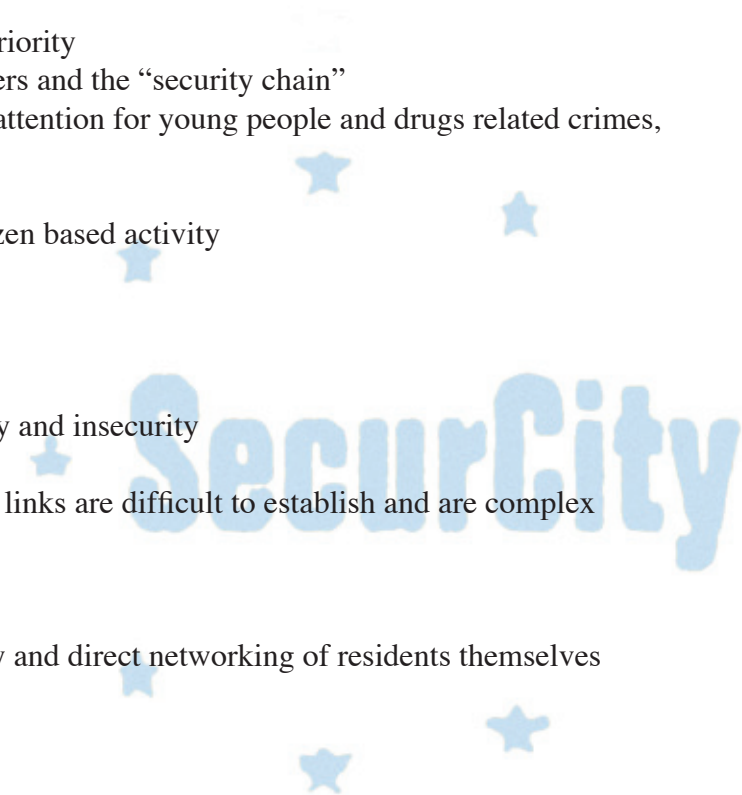 riority
ers and the “security chain”
attention for young people and drugs related crimes,
zen based activity
SecurCity
y and insecurity
links are difficult to establish and are complex
y and direct networking of residents themselves